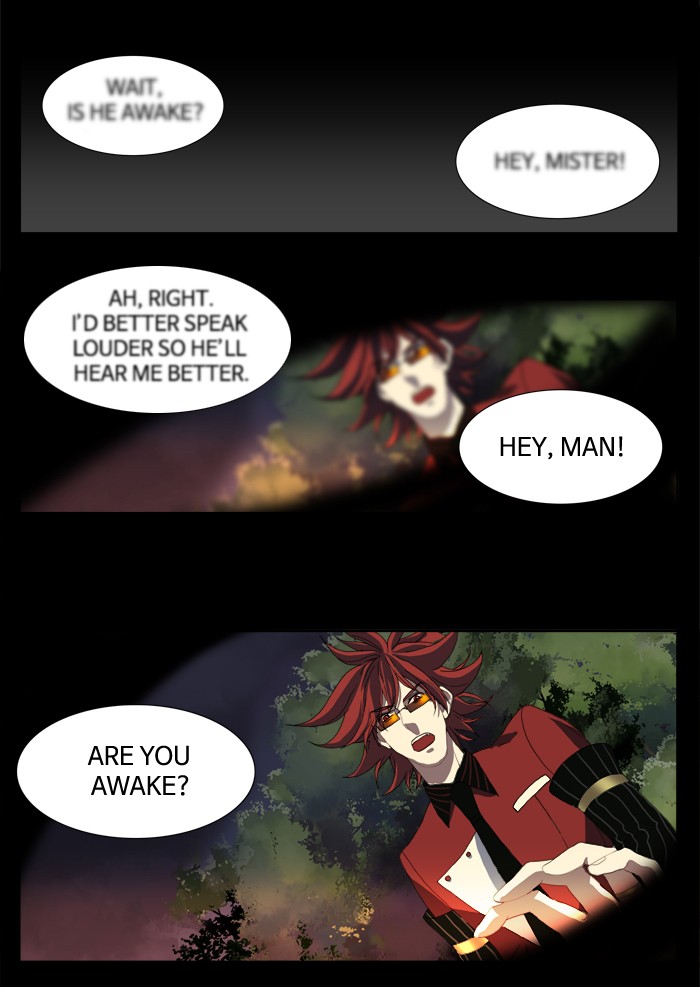 WAIT,
IS HE AWAKE?
HEY, MISTER!
AH, RIGHT.
I'D BETTER SPEAK
LOUDER SO HE'LL
HEAR ME BETTER.
HEY, MAN!
ARE YOU
AWAKE?